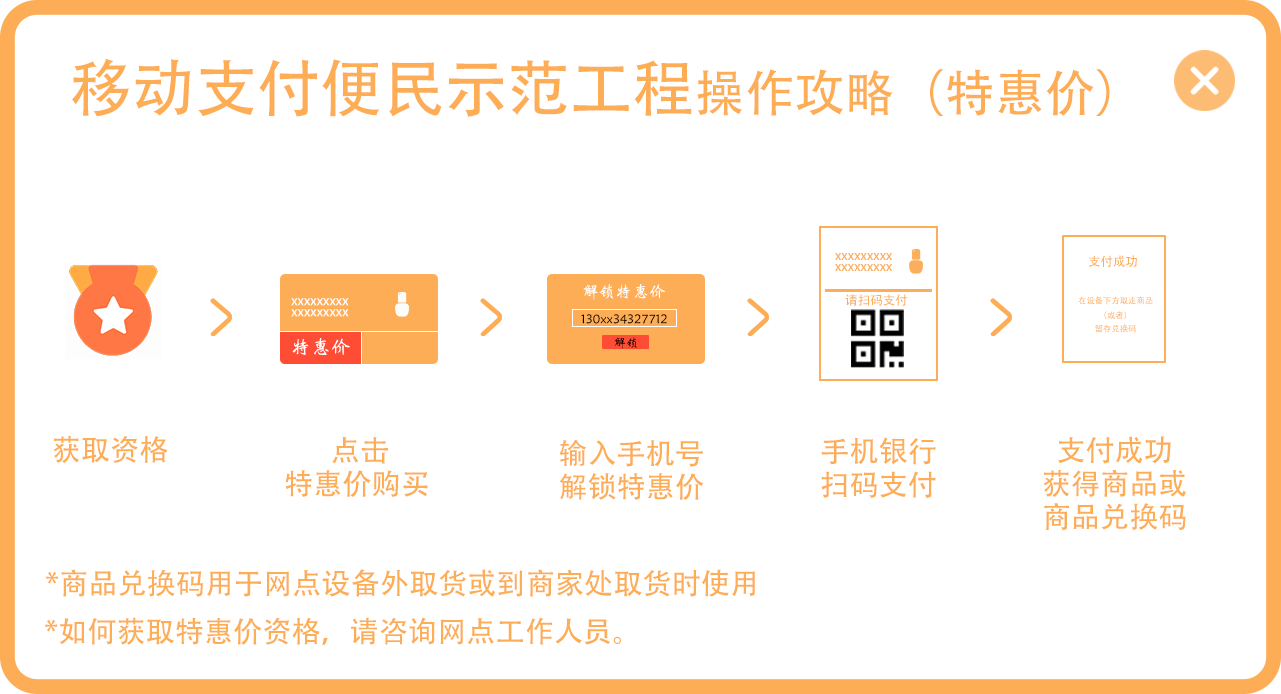 移动支付便民示范工程操作攻略（特惠价）
XXXXXXXXX
XXXXXXXXX
特惠价
解锁特惠价
130xx34327712
解锁
XXXXXXXXX
XXXXXXXXX
请扫码支付
支付成功
在设备下方取走商品
（或者）
留存兑换码
获取资格
点击
特惠价购买
输入手机号
解锁特惠价
手机银行
扫码支付
支付成功
获得商品或
商品兑换码
*商品兑换码用于网点设备外取货或到商家处取货时使用
*如何获取特惠价资格，请咨询网点工作人员。